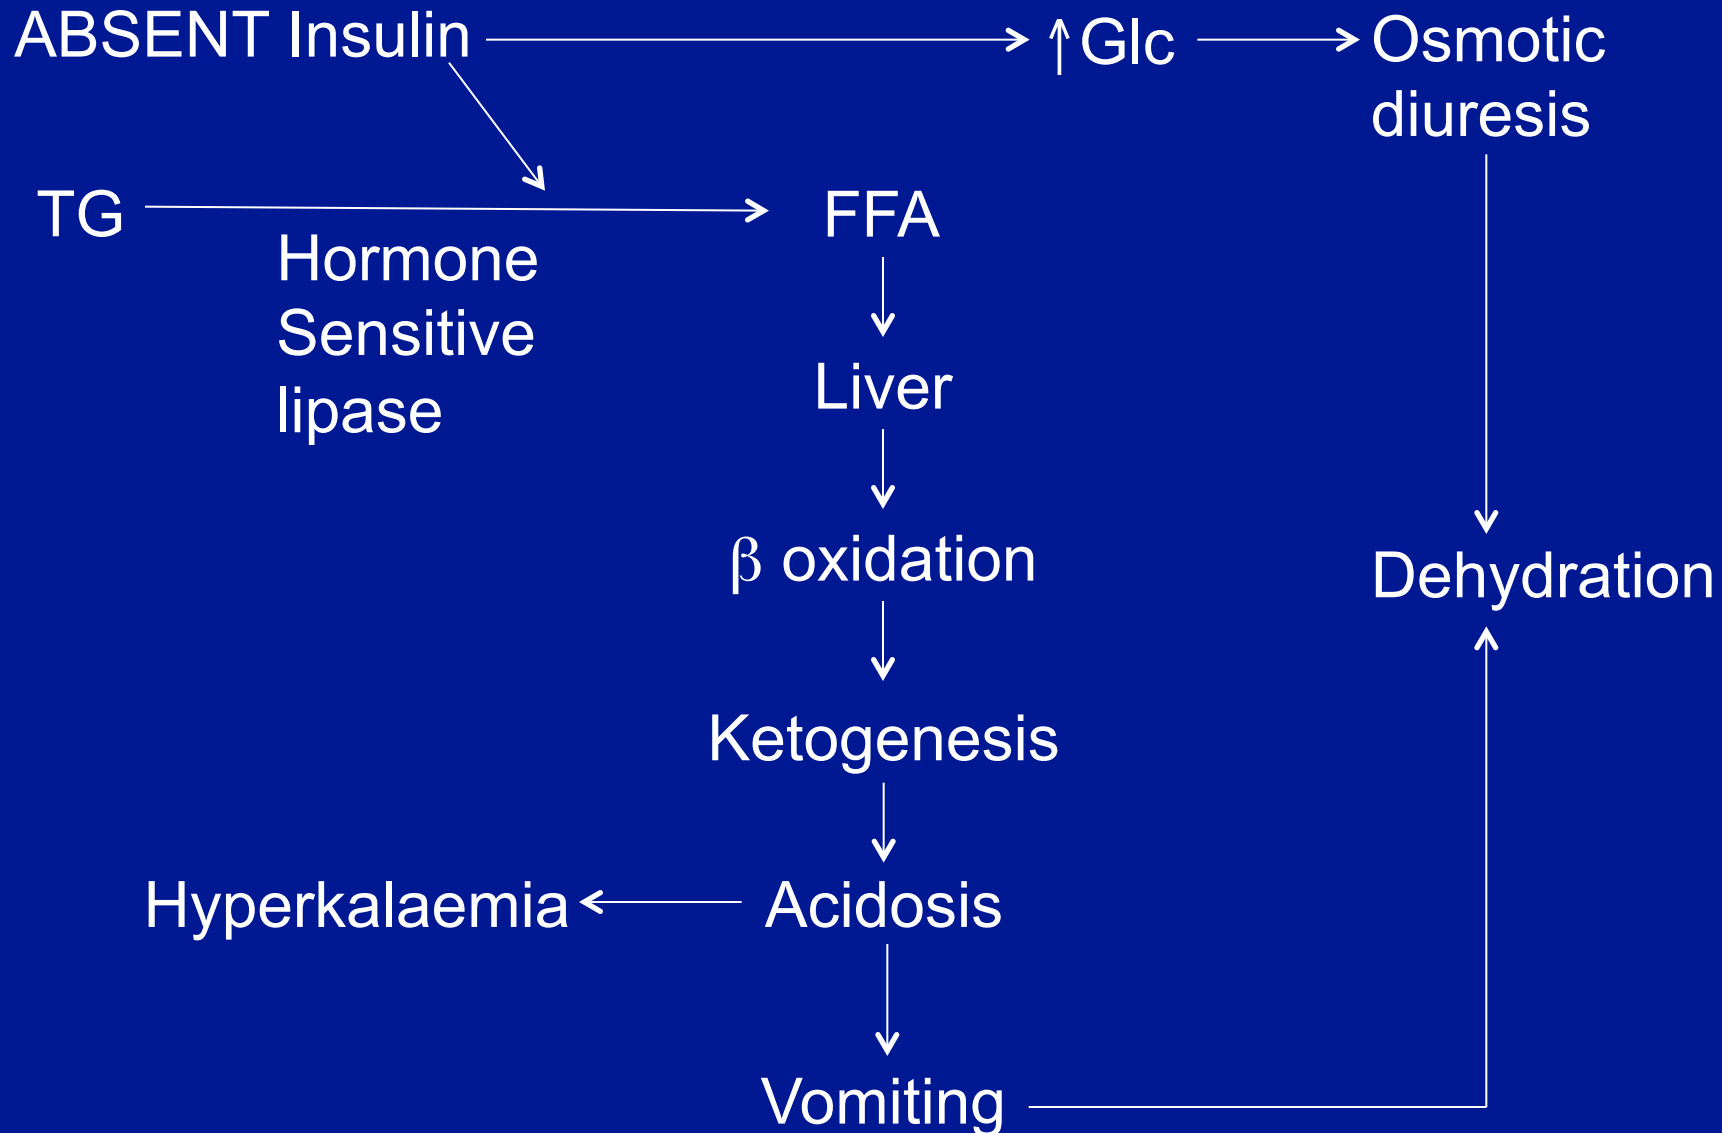 ABSENT Insulin
↑ Glc
Osmotic
diuresis
TG
FFA
Hormone
Sensitive
lipase
Liver
β oxidation
Dehydration
Ketogenesis
Hyperkalaemia
Acidosis
Vomiting